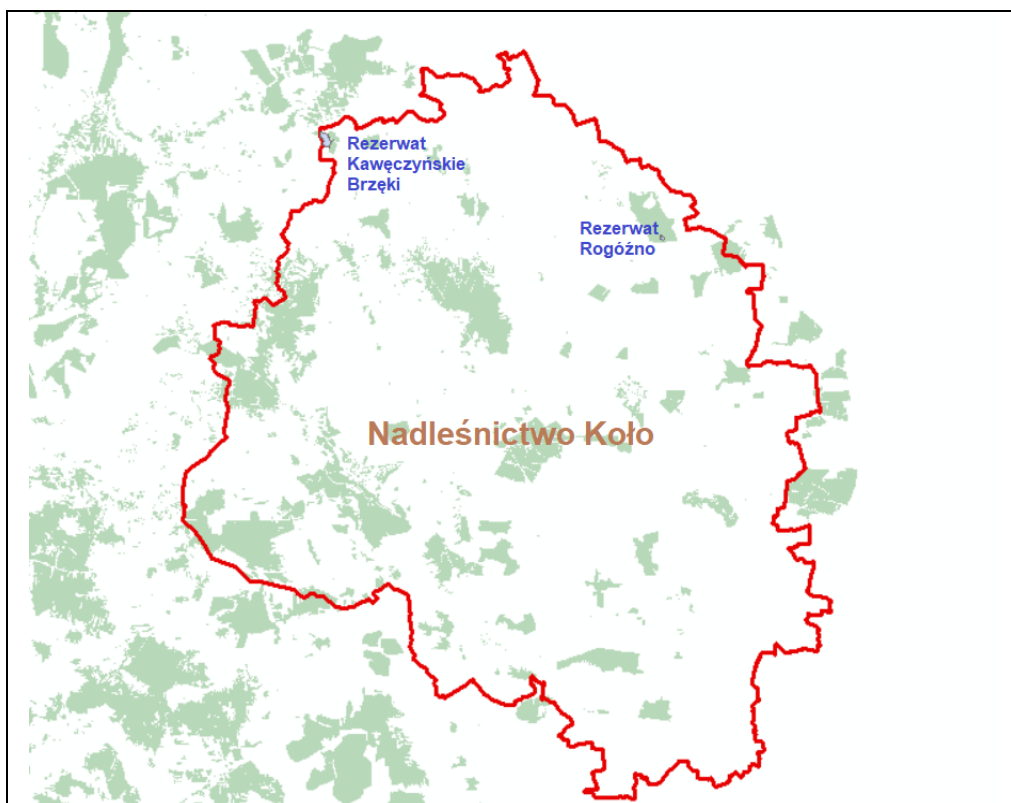 Rezerwat
Kawęczyńskie
Brzęki
Rezerwat
Rogóźno
Nadleśnictwo Koło